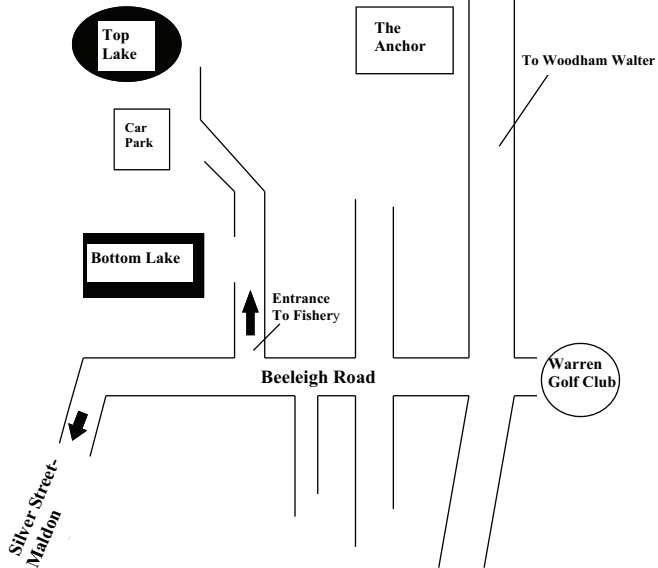 Top
Lake
The
Anchor
To Woodham Walter
Car
Park
Bottom Lake
Entrance
To Fishery
Warren
Golf Club
Beeleigh Road
Silver Street-
Maldon